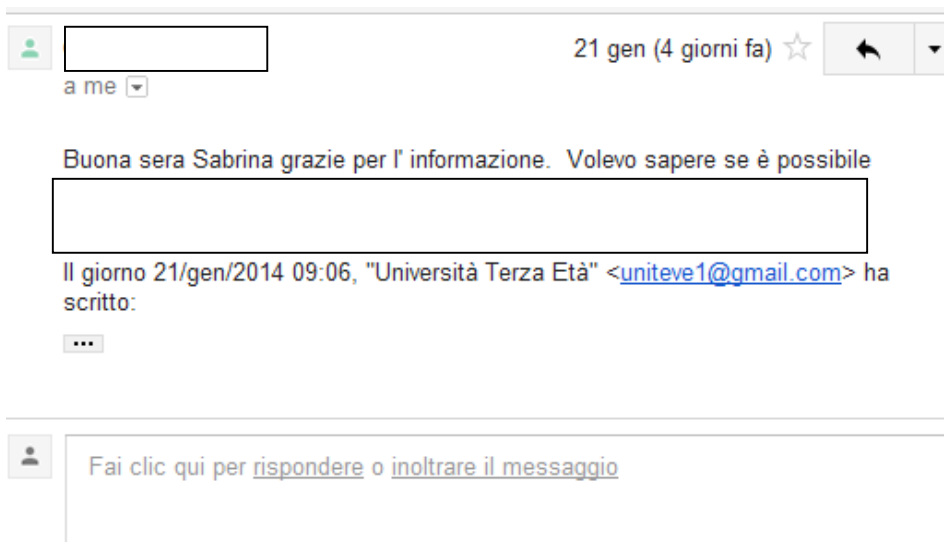 21 gen (4 giorni fa)
a me
Buona sera Sabrina grazie per l' informazione.  Volevo sapere se è possibile
Il giorno 21/gen/2014 09:06, "Università Terza Età" <uniteve1@gmail.com> ha
scritto:
Fai clic qui per rispondere o inoltrare il messaggio